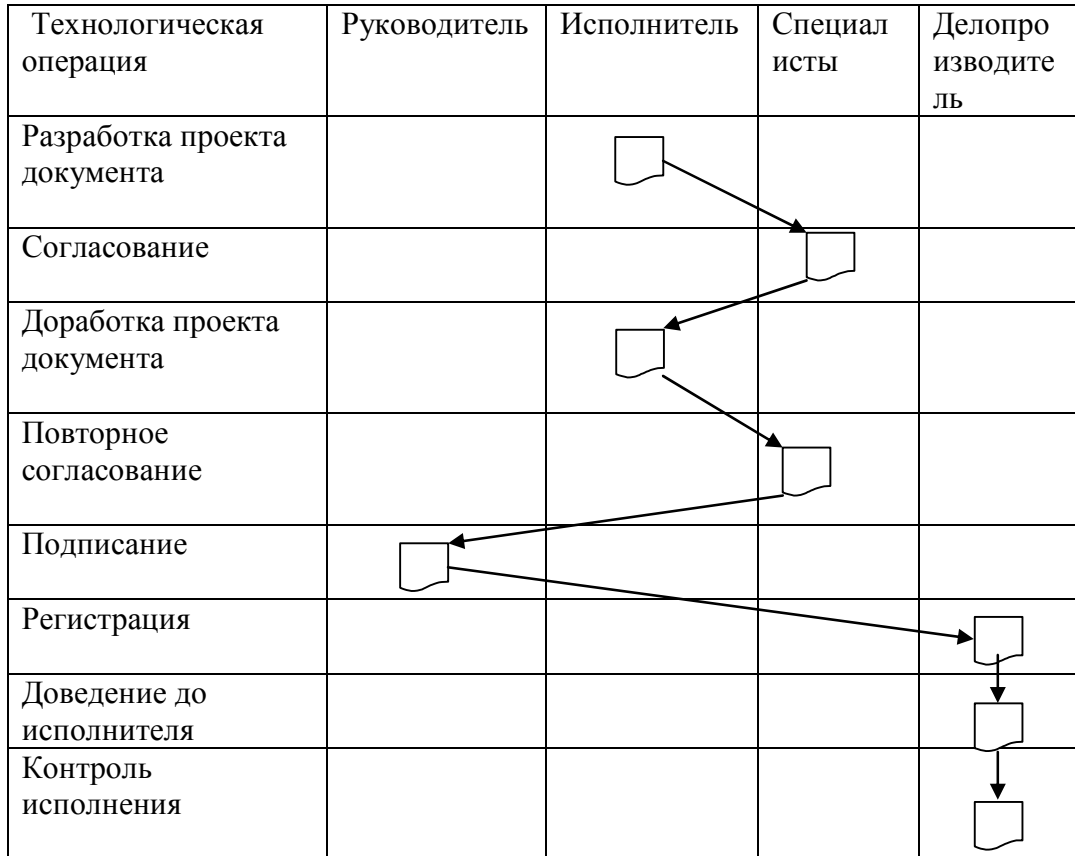 Технологическая
операция
Руководитель
Исполнитель
Специал
исты
Делопро
изводите
ль
Разработка проекта
документа
Согласование
Доработка проекта
документа
Повторное
согласование
Подписание
Регистрация
Доведение до
исполнителя
Контроль
исполнения